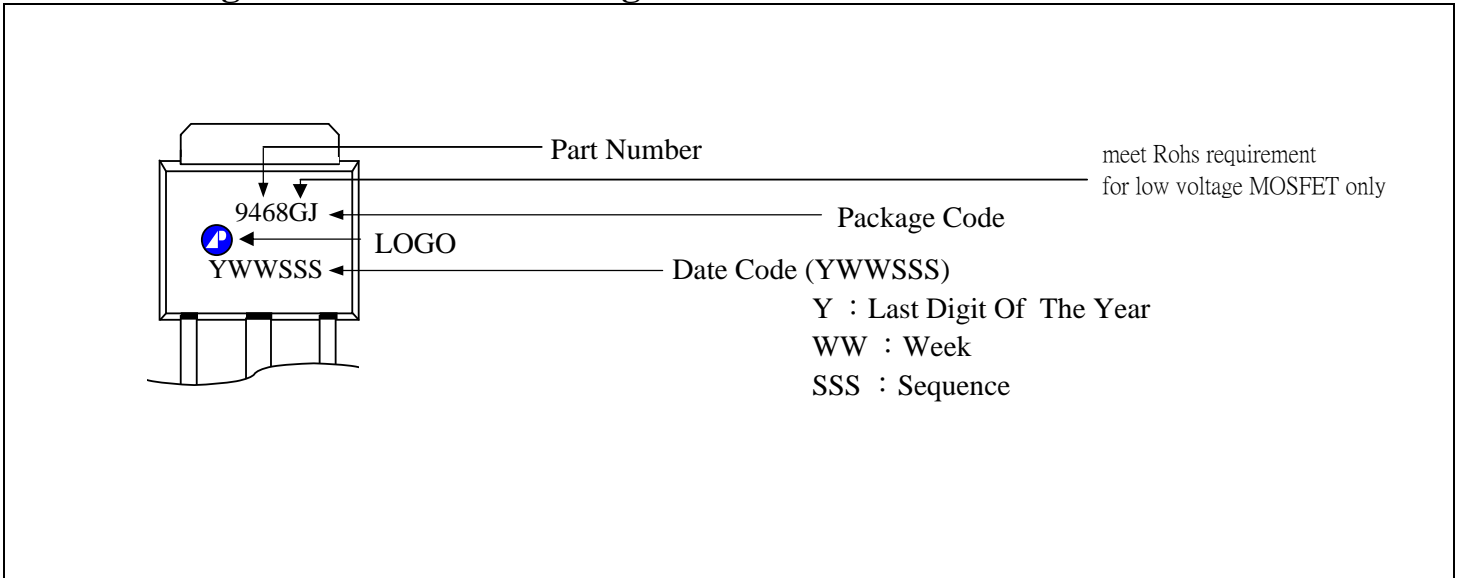 Part Number
meet Rohs requirement
for low voltage MOSFET only
9468GJ
Package Code
LOGO
YWWSSS
Date Code (YWWSSS)
Y：Last Digit Of The Year
WW：Week
SSS：Sequence